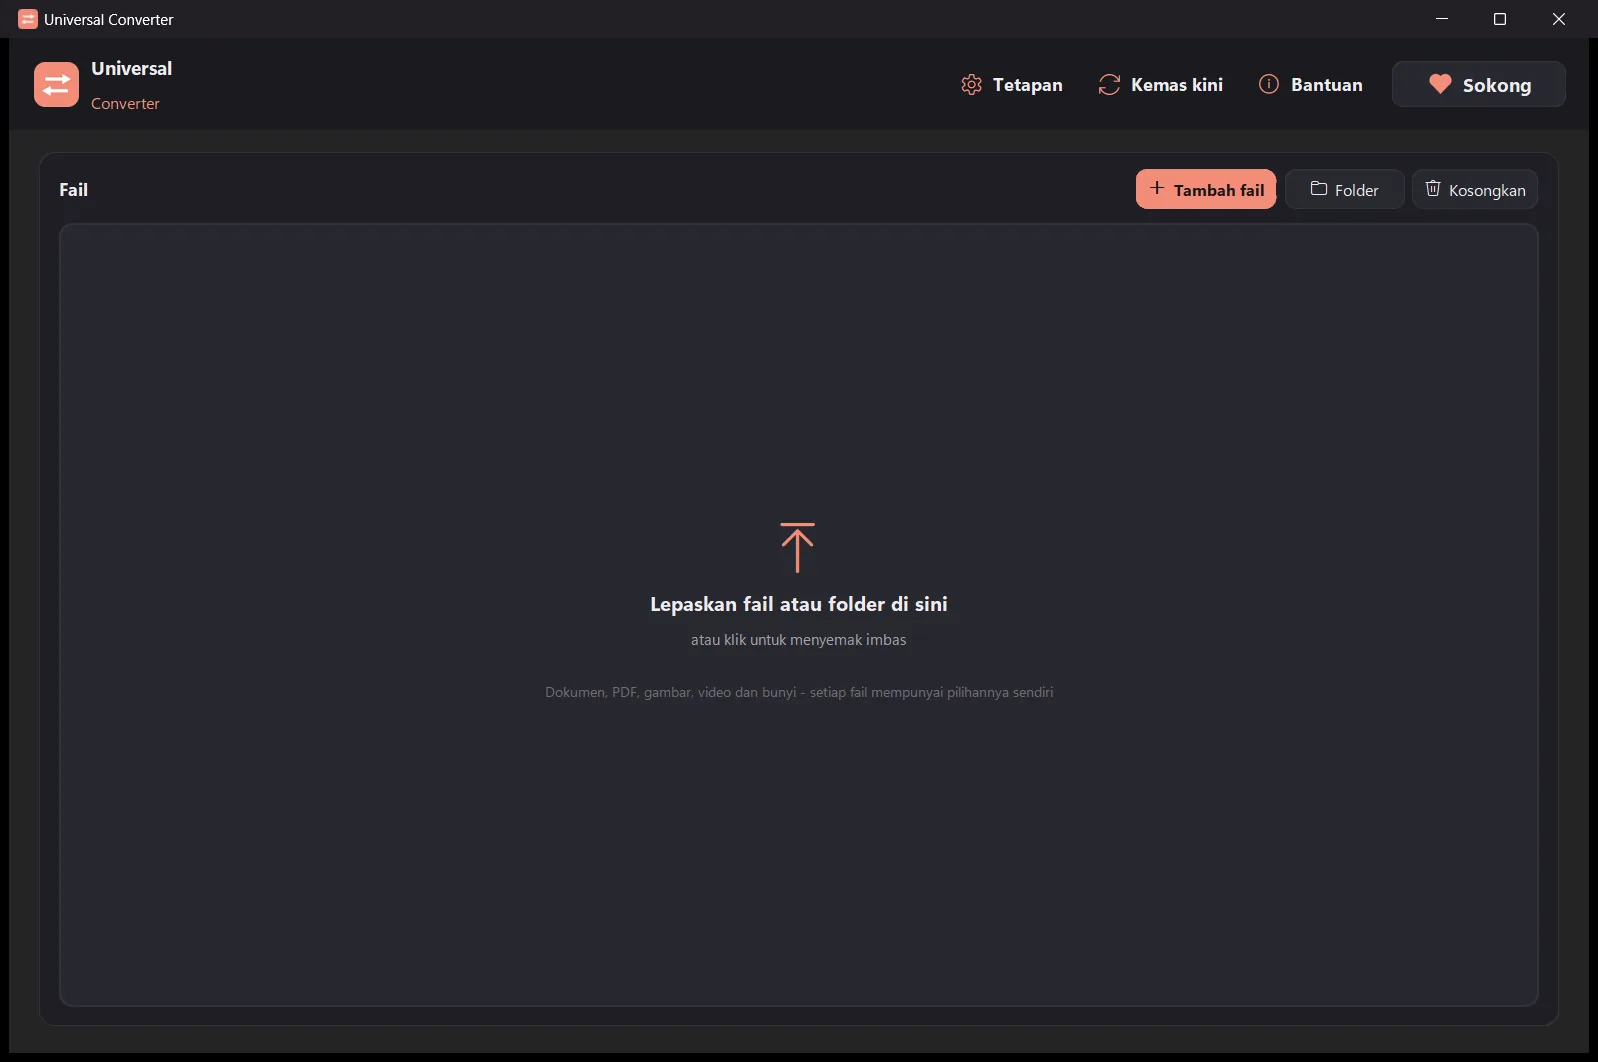 Universal Converter
Universal
Converter
Tetapan
Kemas kini
Bantuan
Sokong
Fail
Tambah fail
Folder
Kosongkan
Lepaskan fail atau folder di sini
atau klik untuk menyemak imbas
Dokumen, PDF, gambar, video dan bunyi - setiap fail mempunyai pilihannya sendiri